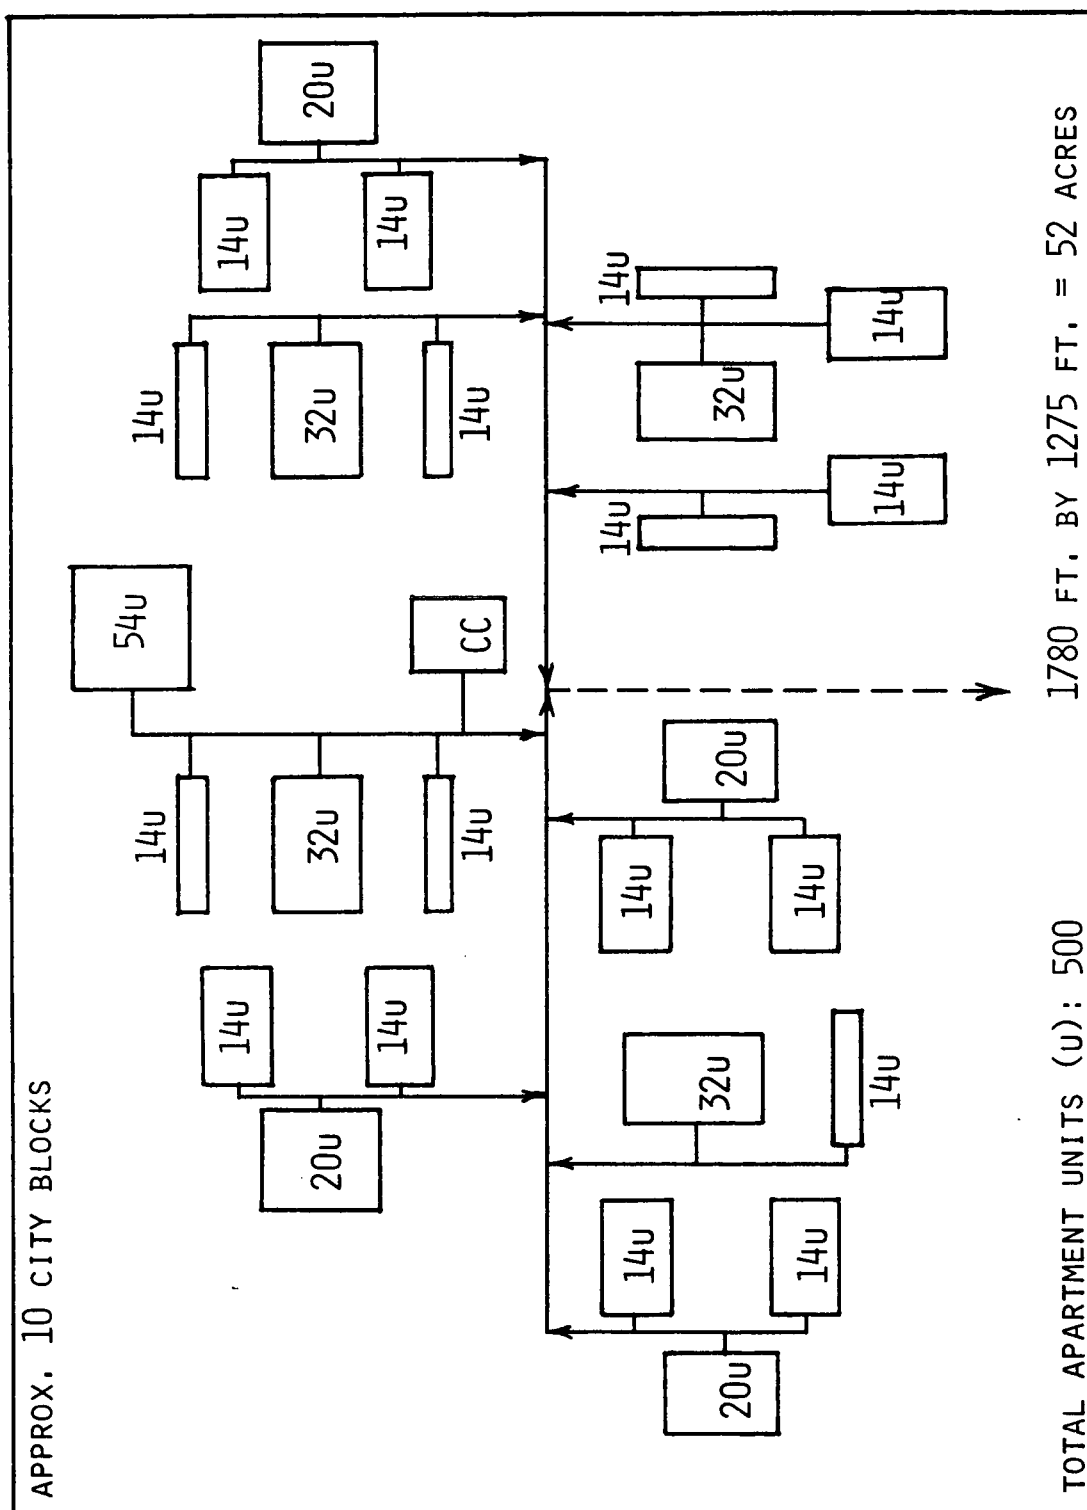 APPROX. 10 CITY BLOCKS
54u
14u 14u
14u 14u
20u 32u 32u 20u
14u 14u
14u CC 14u
14u 14u
14u 14u
20u 32u 20u 32u
14u 14u
14u 14u 14u
TOTAL APARTMENT UNITS (u): 500 1780 FT. BY 1275 FT. = 52 ACRES